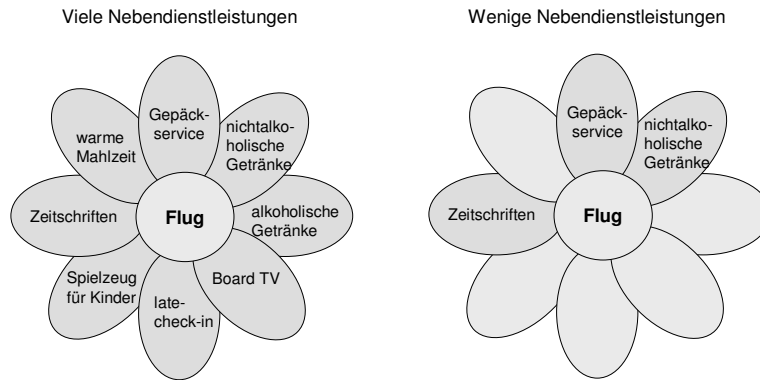 Viele Nebendienstleistungen
Gepäck-
service
nichtalko-
holische
Getränke
warme
Mahlzeit
Zeitschriften
Flug
alkoholische
Getränke
Spielzeug
für Kinder
late-
check-in
Board TV
Wenige Nebendienstleistungen
Gepäck-
service
nichtalko-
holische
Getränke
Zeitschriften
Flug